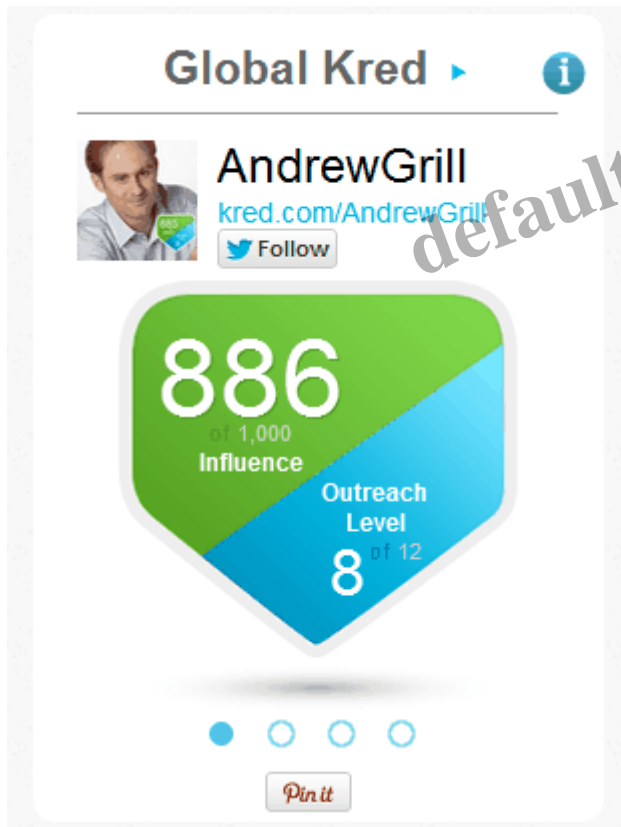 Global Kred
i
AndrewGrill
kred.com/AndrewGrill
default
Follow
886
of 1,000
Influence
Outreach
Level
8 of 12
Pin it